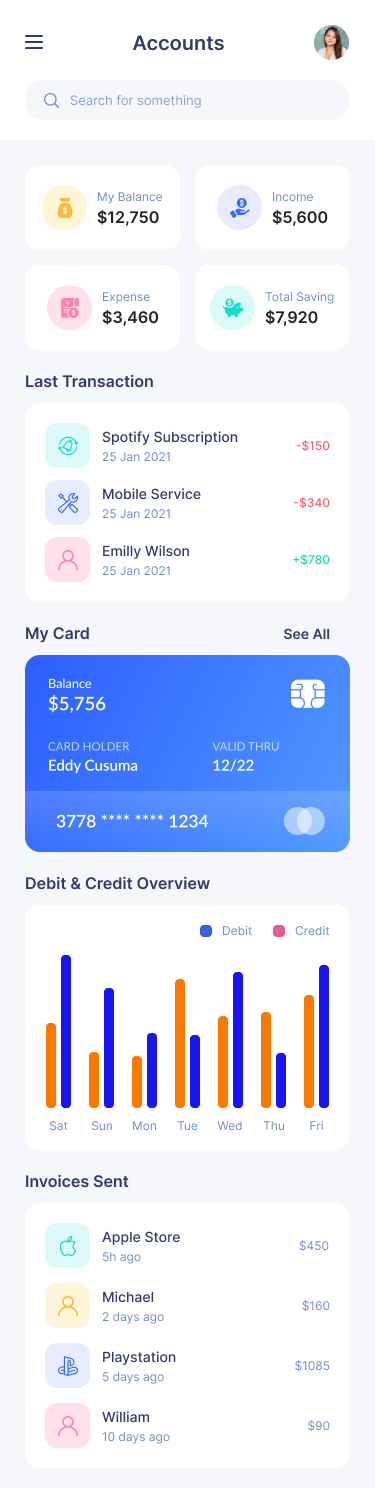 Accounts
Search for something
My Balance
$12,750
Income
$5,600
Expense
$3,460
Total Saving
$7,920
Last Transaction
Spotify Subscription
25 Jan 2021
-$150
Mobile Service
25 Jan 2021
-$340
Emilly Wilson
25 Jan 2021
+$780
My Card
See All
Balance
$5,756
CARD HOLDER
Eddy Cusuma
VALID THRU
12/22
3778 **** **** 1234
Debit & Credit Overview
Debit Credit
Sat Sun Mon Tue Wed Thu Fri
Invoices Sent
Apple Store
5h ago
$450
Michael
2 days ago
$160
Playstation
5 days ago
$1085
William
10 days ago
$90